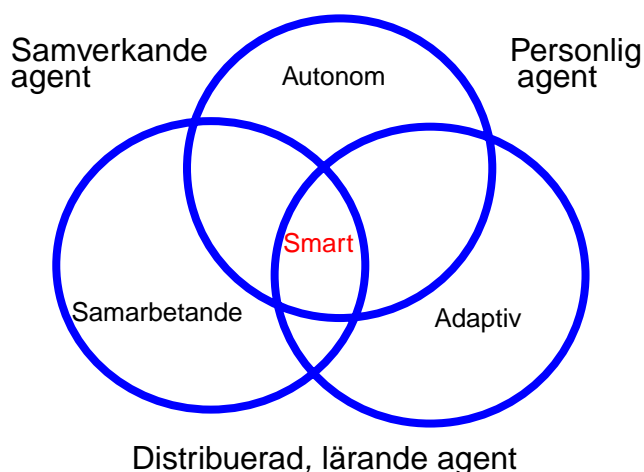 Samverkande
agent
Autonom
Personlig
agent
Smart
Samarbetande
Adaptiv
Distribuerad, lärande agent